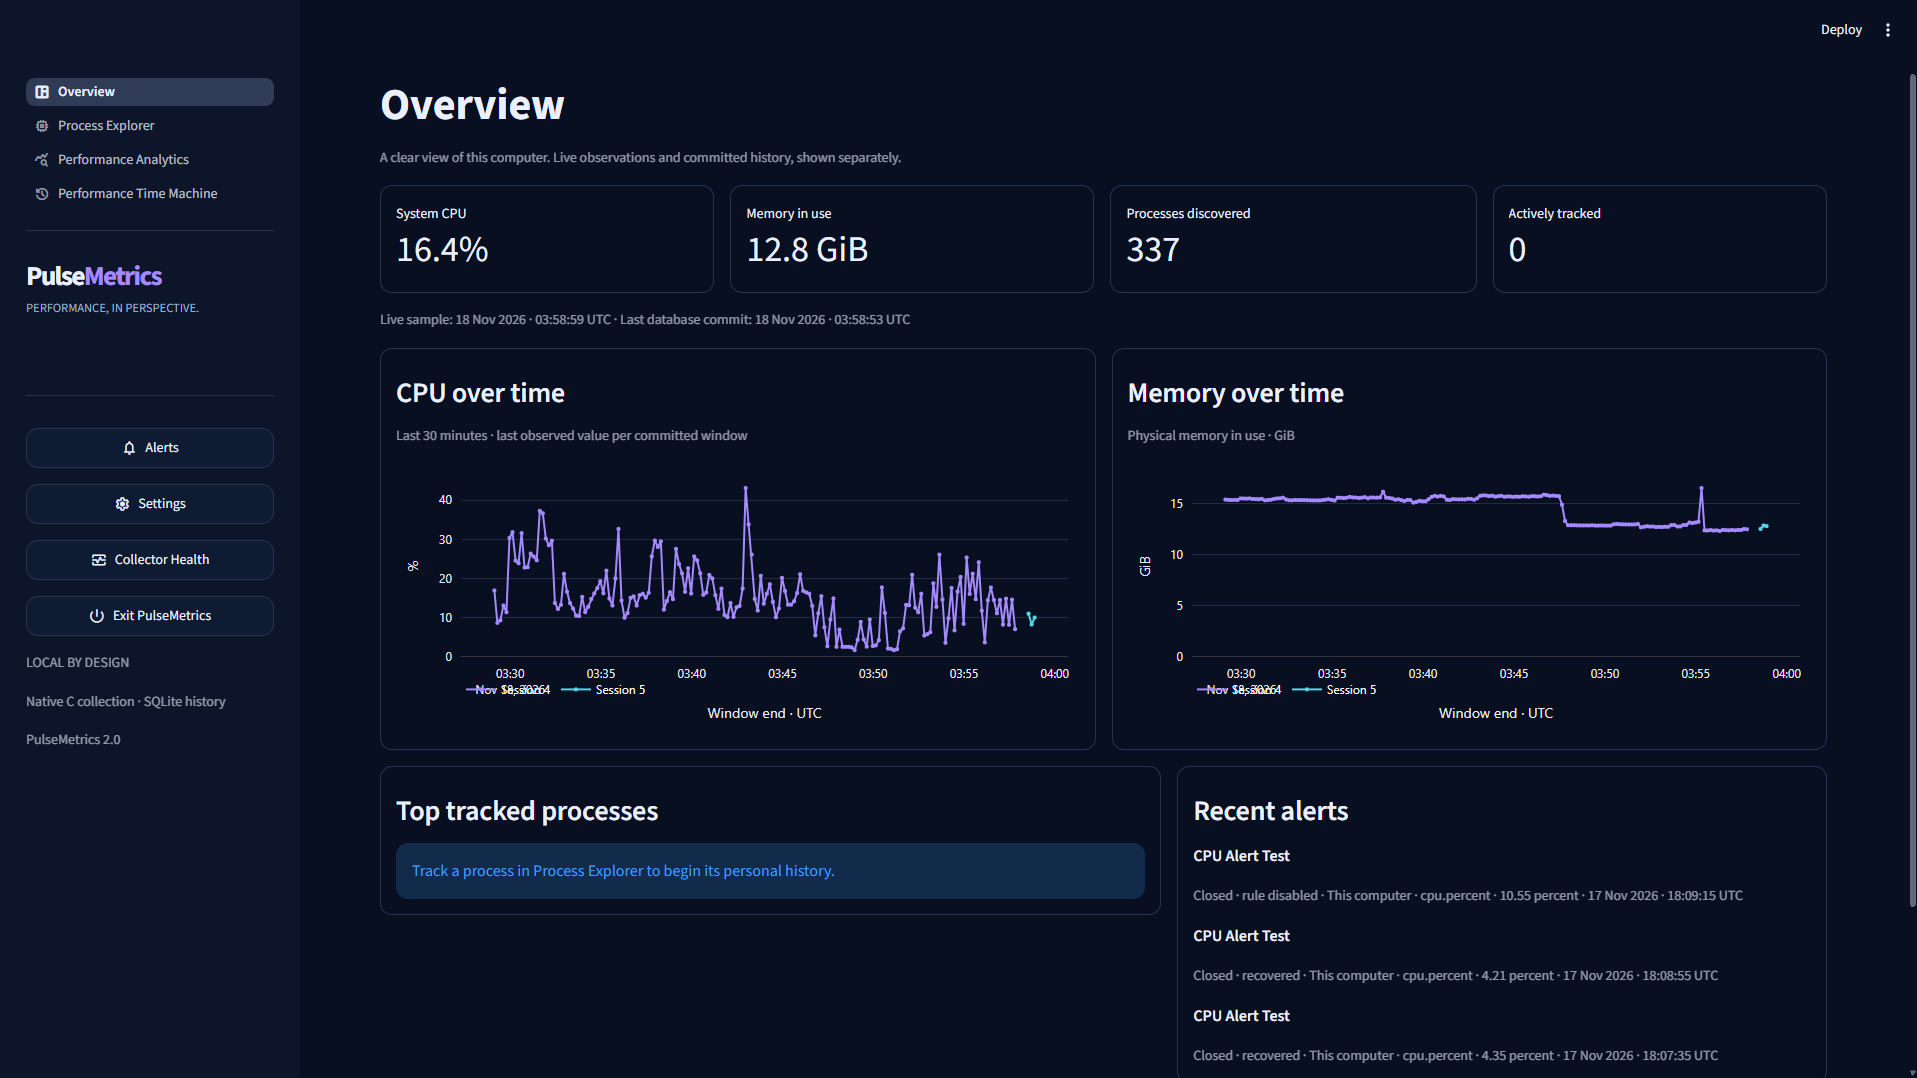 Deploy
Overview
Process Explorer
Performance Analytics
Performance Time Machine
PulseMetrics
PERFORMANCE, IN PERSPECTIVE.
Alerts
Settings
Collector Health
Exit PulseMetrics
LOCAL BY DESIGN
Native C collection · SQLite history
PulseMetrics 2.0
Overview
A clear view of this computer. Live observations and committed history, shown separately.
System CPU
16.4%
Memory in use
12.8 GiB
Processes discovered
337
Actively tracked
0
Live sample: 18 Nov 2026 · 03:58:59 UTC · Last database commit: 18 Nov 2026 · 03:58:53 UTC
CPU over time
Last 30 minutes · last observed value per committed window
%
40
30
20
10
0
03:30 03:35 03:40 03:45 03:50 03:55 04:00
Nov 18, 2026
Session 4
Session 5
Window end · UTC
Memory over time
Physical memory in use · GiB
GiB
15
10
5
0
03:30 03:35 03:40 03:45 03:50 03:55 04:00
Nov 18, 2026
Session 4
Session 5
Window end · UTC
Top tracked processes
Track a process in Process Explorer to begin its personal history.
Recent alerts
CPU Alert Test
Closed · rule disabled · This computer · cpu.percent · 10.55 percent · 17 Nov 2026 · 18:09:15 UTC
CPU Alert Test
Closed · recovered · This computer · cpu.percent · 4.21 percent · 17 Nov 2026 · 18:08:55 UTC
CPU Alert Test
Closed · recovered · This computer · cpu.percent · 4.35 percent · 17 Nov 2026 · 18:07:35 UTC